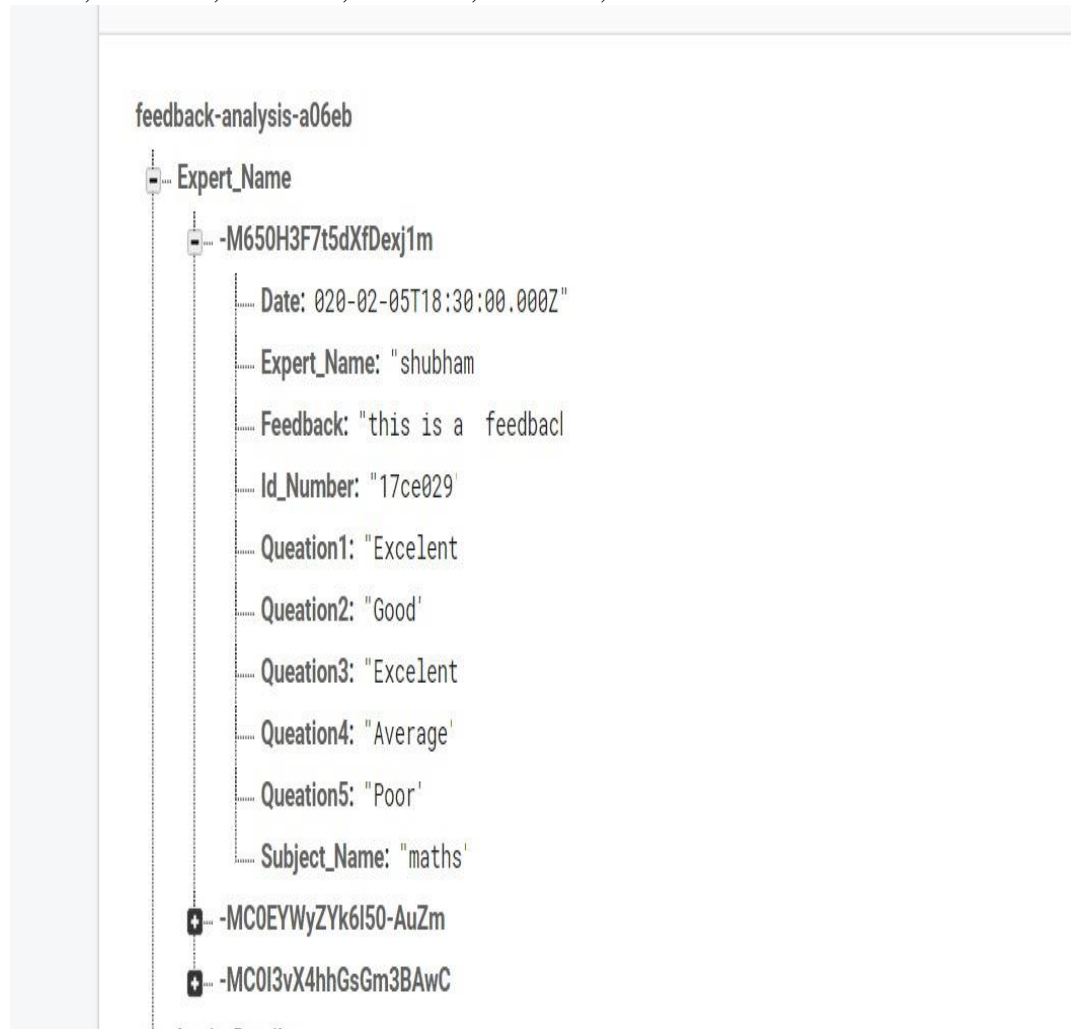 feedback-analysis-a06eb
Expert_Name
-M650H3F7t5dXfDexj1m
Date: 020-02-05T18:30:00.000Z"
Expert_Name: "shubham
Feedback: "this is a feedbacl
Id_Number: "17ce029'
Queation1: "Excelent
Queation2: "Good'
Queation3: "Excelent
Queation4: "Average'
Queation5: "Poor'
Subject_Name: "maths'
-MC0EYWyZYk6I50-AuZm
-MC0I3vX4hhGsGm3BAwC